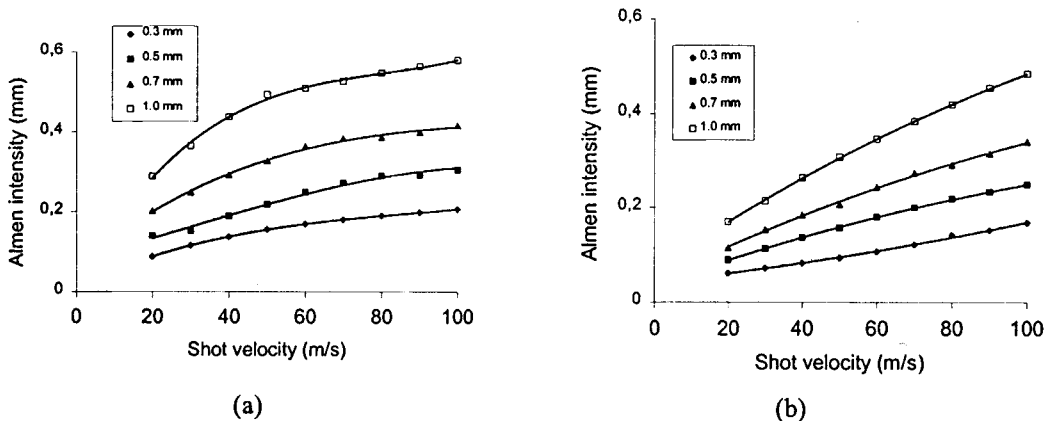 0.3 mm
0.5 mm
0.7 mm
1.0 mm
0,6
0,4
0,2
0
Almen intensity (mm)
0 20 40 60 80 100
Shot velocity (m/s)
(a)
0.3 mm
0.5 mm
0.7 mm
1.0 mm
0,6
0,4
0,2
0
Almen intensity (mm)
0 20 40 60 80 100
Shot velocity (m/s)
(b)